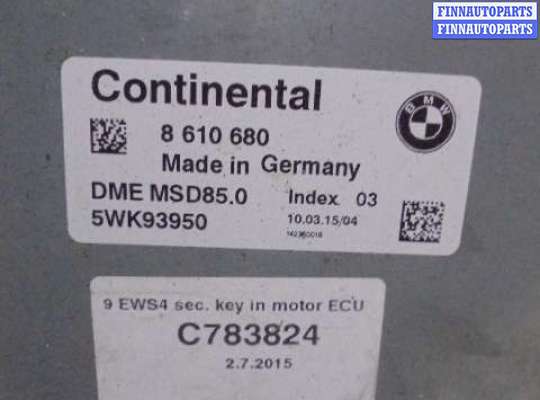 FINNAUTOPARTS
FINNAUTOPARTS
Continental
BMW
8 610 680
Made in Germany
DME MSD85.0 Index 03
5WK93950 10.03.15/04
9 EWS4 sec. key in motor ECU
C783824
2.7.2015